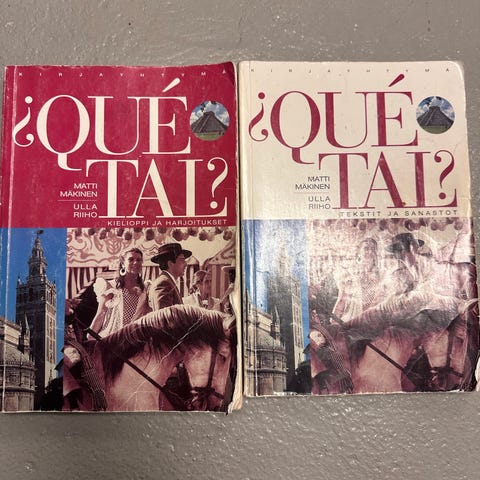 KIRJAYHTYMÄ
¿QUÉ
TAL?
MATTI
MÄKINEN
ULLA
RIIHO
KIELIOPPI JA HARJOITUKSET
KIRJAYHTYMÄ
¿QUÉ
TAL?
MATTI
MÄKINEN
ULLA
RIIHO
TEKSTIT JA SANASTOT